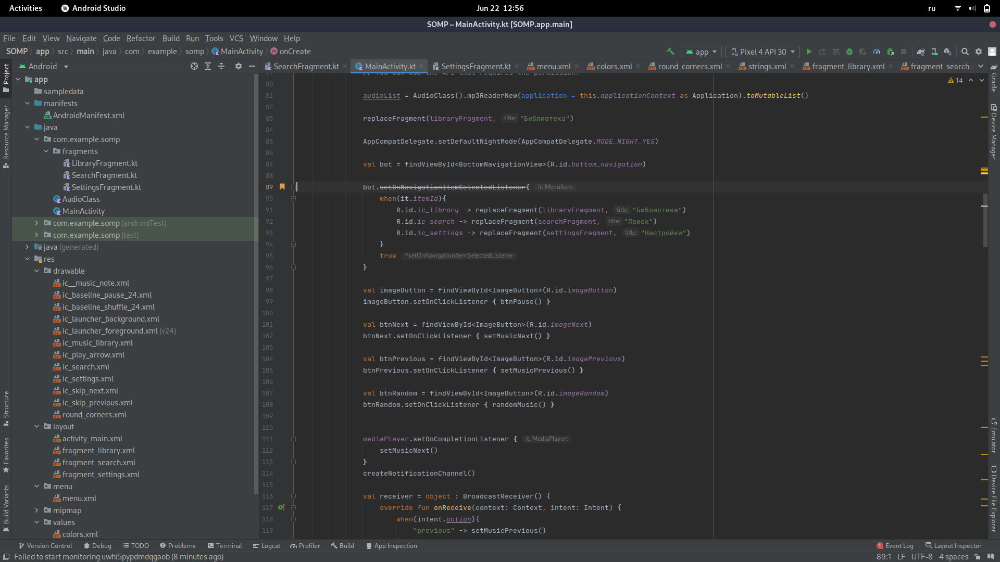 Activities Android Studio Jun 22 12:56 ru
SOMP – MainActivity.kt [SOMP.app.main]
File Edit View Navigate Code Refactor Build Run Tools VCS Window Help
SOMP app src main java com example somp MainActivity onCreate app Pixel 4 API 30
Android SearchFragment.kt MainActivity.kt SettingsFragment.kt menu.xml colors.xml round_corners.xml strings.xml fragment_library.xml fragment_search.
Project
Resource Manager
Structure
Favorites
Build Variants
app
sampledata
manifests
AndroidManifest.xml
java
com.example.somp
fragments
LibraryFragment.kt
SearchFragment.kt
SettingsFragment.kt
AudioClass
MainActivity
com.example.somp (androidTest)
com.example.somp (test)
java (generated)
res
drawable
ic__music_note.xml
ic_baseline_pause_24.xml
ic_baseline_shuffle_24.xml
ic_launcher_background.xml
ic_launcher_foreground.xml (v24)
ic_music_library.xml
ic_play_arrow.xml
ic_search.xml
ic_settings.xml
ic_skip_next.xml
ic_skip_previous.xml
round_corners.xml
layout
activity_main.xml
fragment_library.xml
fragment_search.xml
fragment_settings.xml
menu
menu.xml
mipmap
values
colors.xml
// You can use the API that requires the permission.
14
80
81 audioList = AudioClass().mp3ReaderNew(application = this.applicationContext as Application).toMutableList()
82
83 replaceFragment(libraryFragment, title: "Библиотека")
84
85 AppCompatDelegate.setDefaultNightMode(AppCompatDelegate.MODE_NIGHT_YES)
86
87 val bot = findViewById<BottomNavigationView>(R.id.bottom_navigation)
88
89 bot.setOnNavigationItemSelectedListener{ it: MenuItem
90 when(it.itemId){
91 R.id.ic_library -> replaceFragment(libraryFragment, title: "Библиотека")
92 R.id.ic_search -> replaceFragment(searchFragment, title: "Поиск")
93 R.id.ic_settings -> replaceFragment(settingsFragment, title: "Настройки")
94 }
95 true ^setOnNavigationItemSelectedListener
96 }
97
98 val imageButton = findViewById<ImageButton>(R.id.imageButton)
99 imageButton.setOnClickListener { btnPause() }
100
101 val btnNext = findViewById<ImageButton>(R.id.imageNext)
102 btnNext.setOnClickListener { setMusicNext() }
103
104 val btnPrevious = findViewById<ImageButton>(R.id.imagePrevious)
105 btnPrevious.setOnClickListener { setMusicPrevious() }
106
107 val btnRandom = findViewById<ImageButton>(R.id.imageRandom)
108 btnRandom.setOnClickListener { randomMusic() }
109
110
111 mediaPlayer.setOnCompletionListener { it: MediaPlayer!
112 setMusicNext()
113 }
114 createNotificationChannel()
115
116 val receiver = object : BroadcastReceiver() {
117 override fun onReceive(context: Context, intent: Intent) {
118 when(intent.action){
119 "previous" -> setMusicPrevious()
Gradle
Device Manager
Emulator
Device File Explorer
Version Control Debug TODO Problems Terminal Logcat Profiler Build App Inspection 1 Event Log Layout Inspector
Failed to start monitoring uwhi5pypdmdqgaob (8 minutes ago) 89:1 LF UTF-8 4 spaces